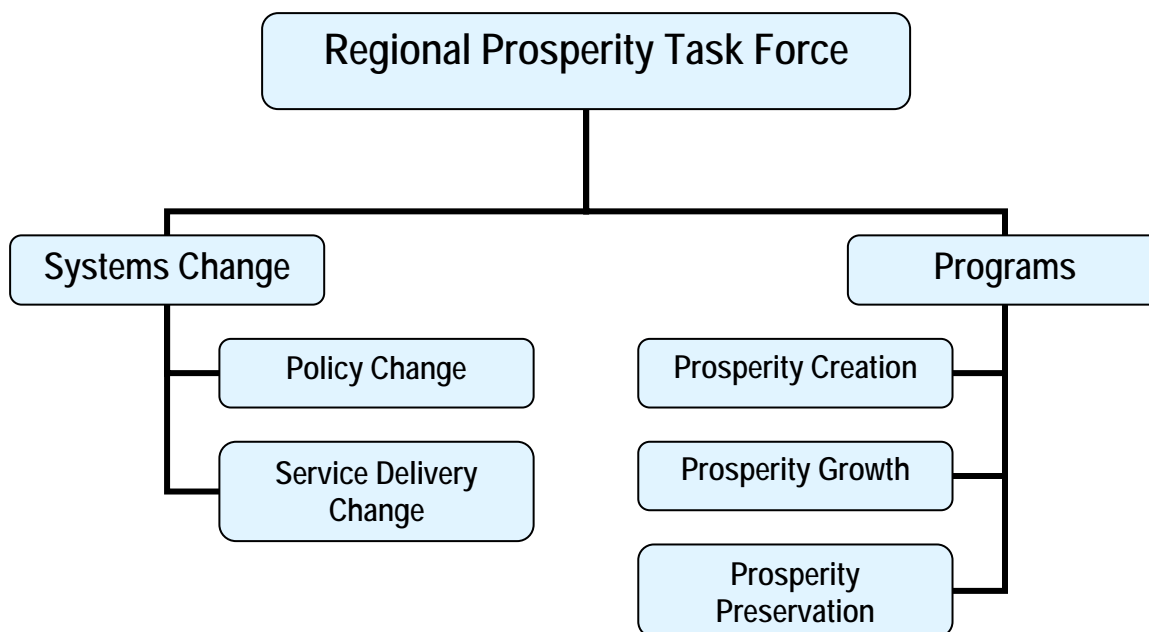 Regional Prosperity Task Force
Systems Change
Programs
Policy Change
Service Delivery
Change
Prosperity Creation
Prosperity Growth
Prosperity
Preservation